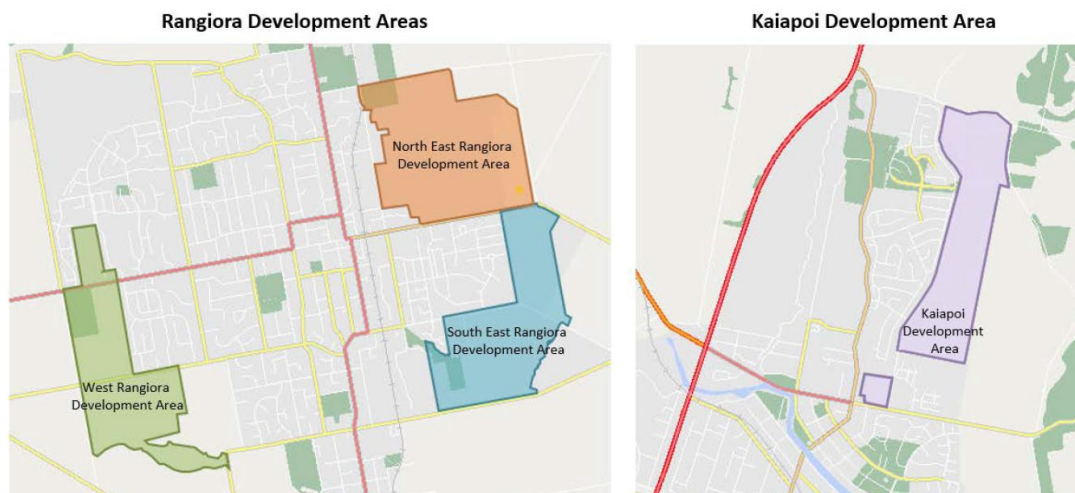 Rangiora Development Areas
North East Rangiora
Development Area
South East Rangiora
Development Area
West Rangiora
Development Area
Kaiapoi Development Area
Kaiapoi
Development
Area